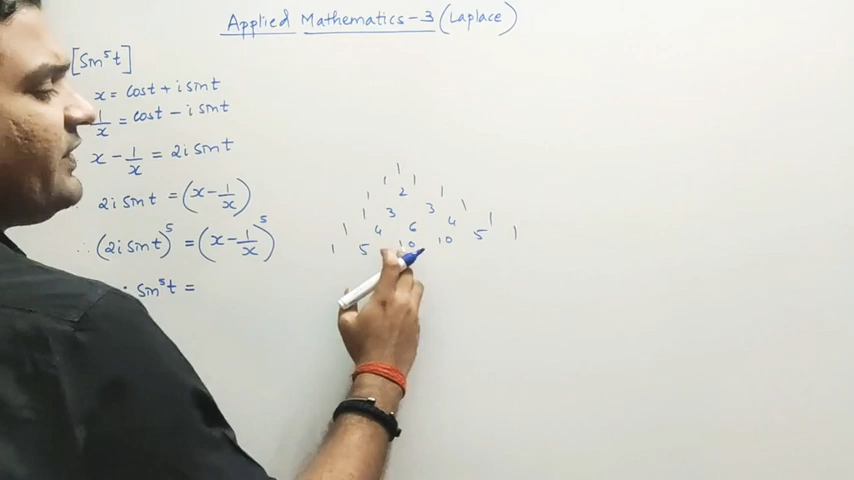 Applied Mathematics-3 (Laplace)
[sin⁵t]
x = cost + i sint
1/x = cost - i sint
x - 1/x = 2i sint
∴ 2i sint = (x - 1/x)
∴ (2i sint)⁵ = (x - 1/x)⁵
sin⁵t =
1
1 1
1 2 1
1 3 3 1
1 4 6 4 1
1 5 10 10 5 1